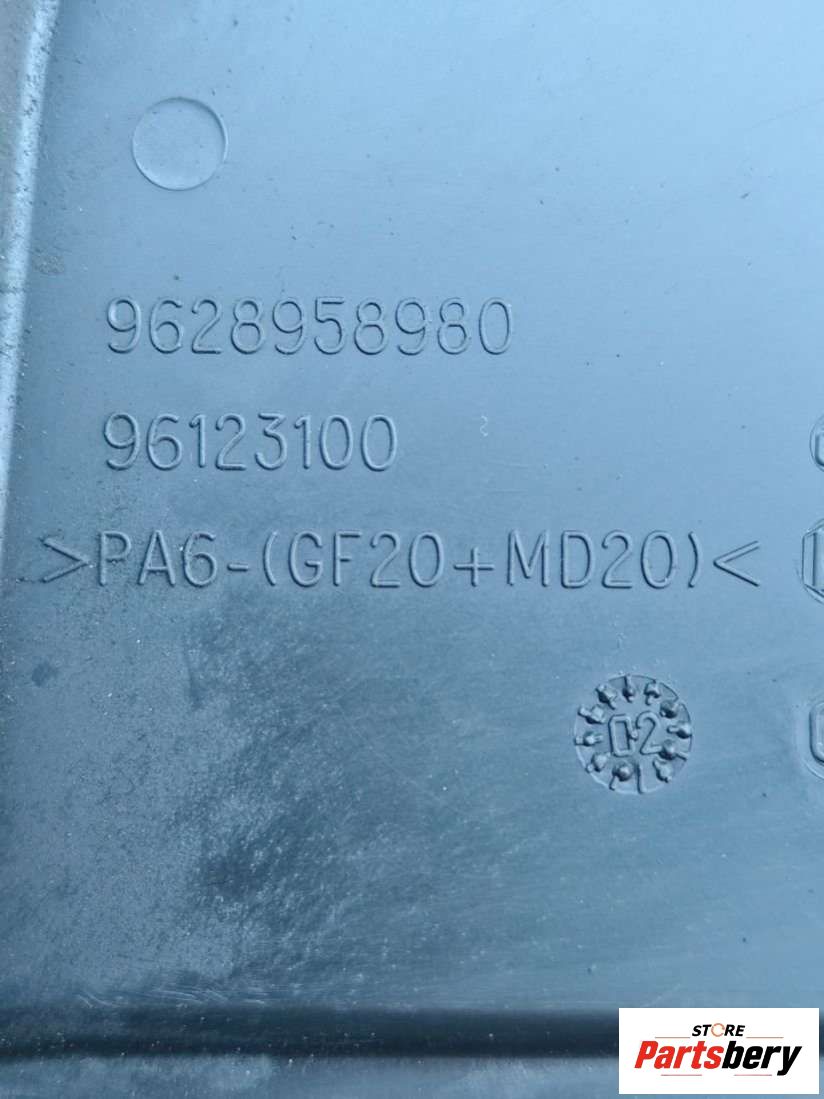 9628958980
96123100
>PA6-(GF20+MD20)<
02
STORE
Partsbery